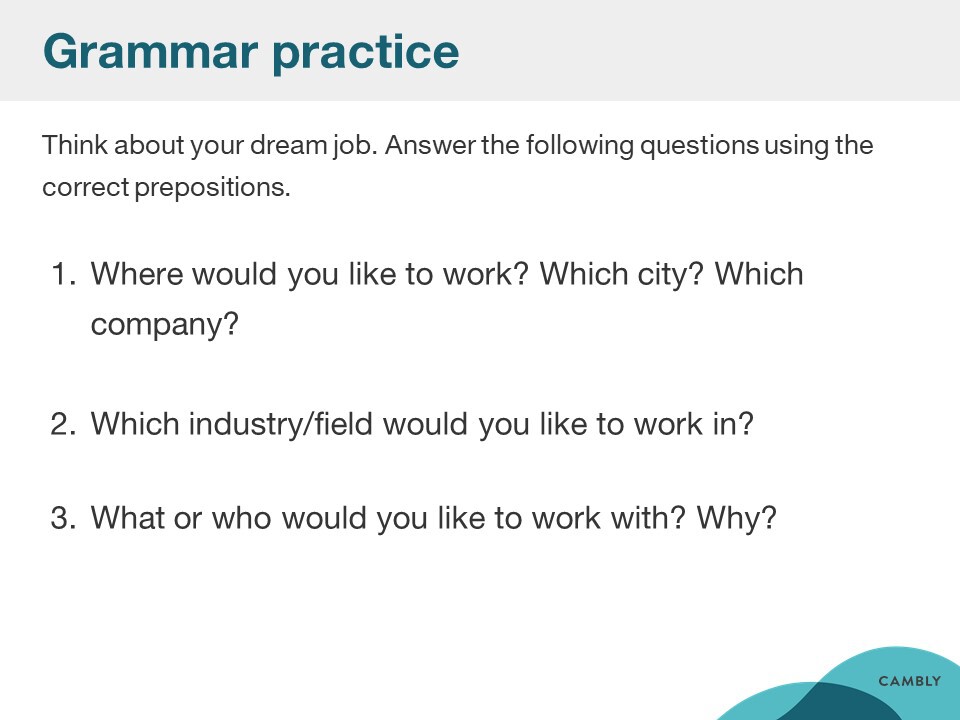 Grammar practice
Think about your dream job. Answer the following questions using the
correct prepositions.
1. Where would you like to work? Which city? Which
company?
2. Which industry/field would you like to work in?
3. What or who would you like to work with? Why?
CAMBLY